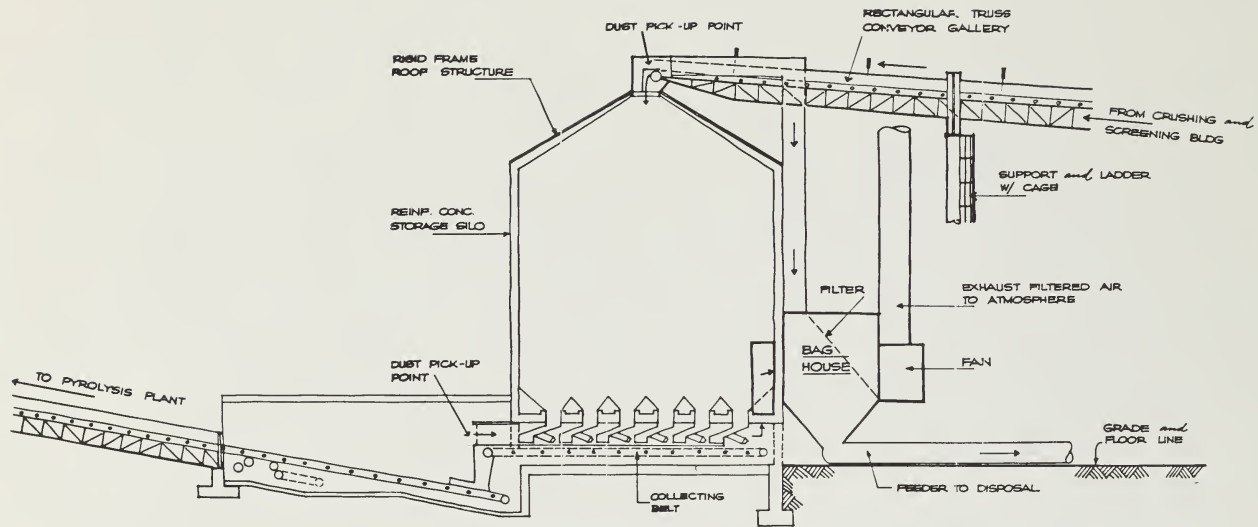 DUST PICK-UP POINT
RECTANGULAR TRUSS
CONVEYOR GALLERY
RIGID FRAME
ROOF STRUCTURE
FROM CRUSHING and
SCREENING BLDG
SUPPORT and LADDER
W/ CAGE
REINF. CONC.
STORAGE SILO
FILTER
EXHAUST FILTERED AIR
TO ATMOSPHERE
BAG
HOUSE
FAN
DUST PICK-UP
POINT
TO PYROLYSIS PLANT
GRADE and
FLOOR LINE
COLLECTING
BELT
FEEDER TO DISPOSAL